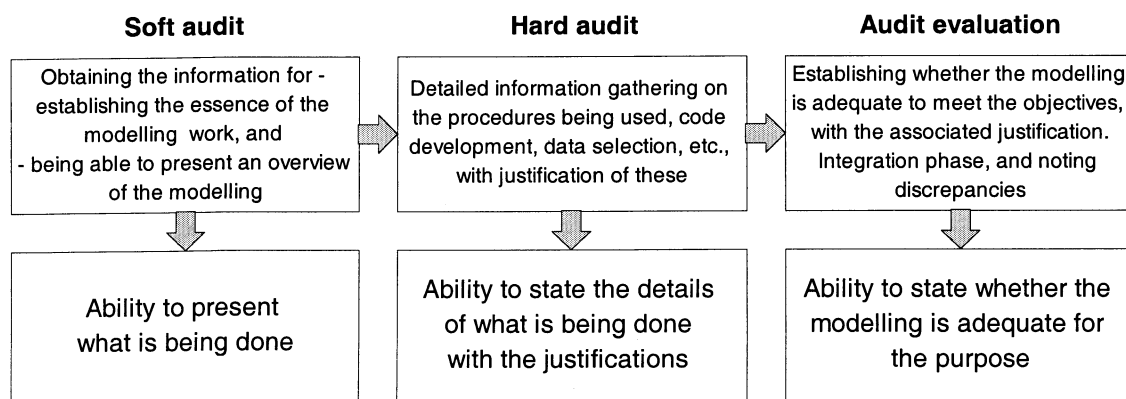 Soft audit
Obtaining the information for -
establishing the essence of the
modelling work, and
- being able to present an overview
of the modelling
Ability to present
what is being done
Hard audit
Detailed information gathering on
the procedures being used, code
development, data selection, etc.,
with justification of these
Ability to state the details
of what is being done
with the justifications
Audit evaluation
Establishing whether the modelling
is adequate to meet the objectives,
with the associated justification.
Integration phase, and noting
discrepancies
Ability to state whether the
modelling is adequate for
the purpose